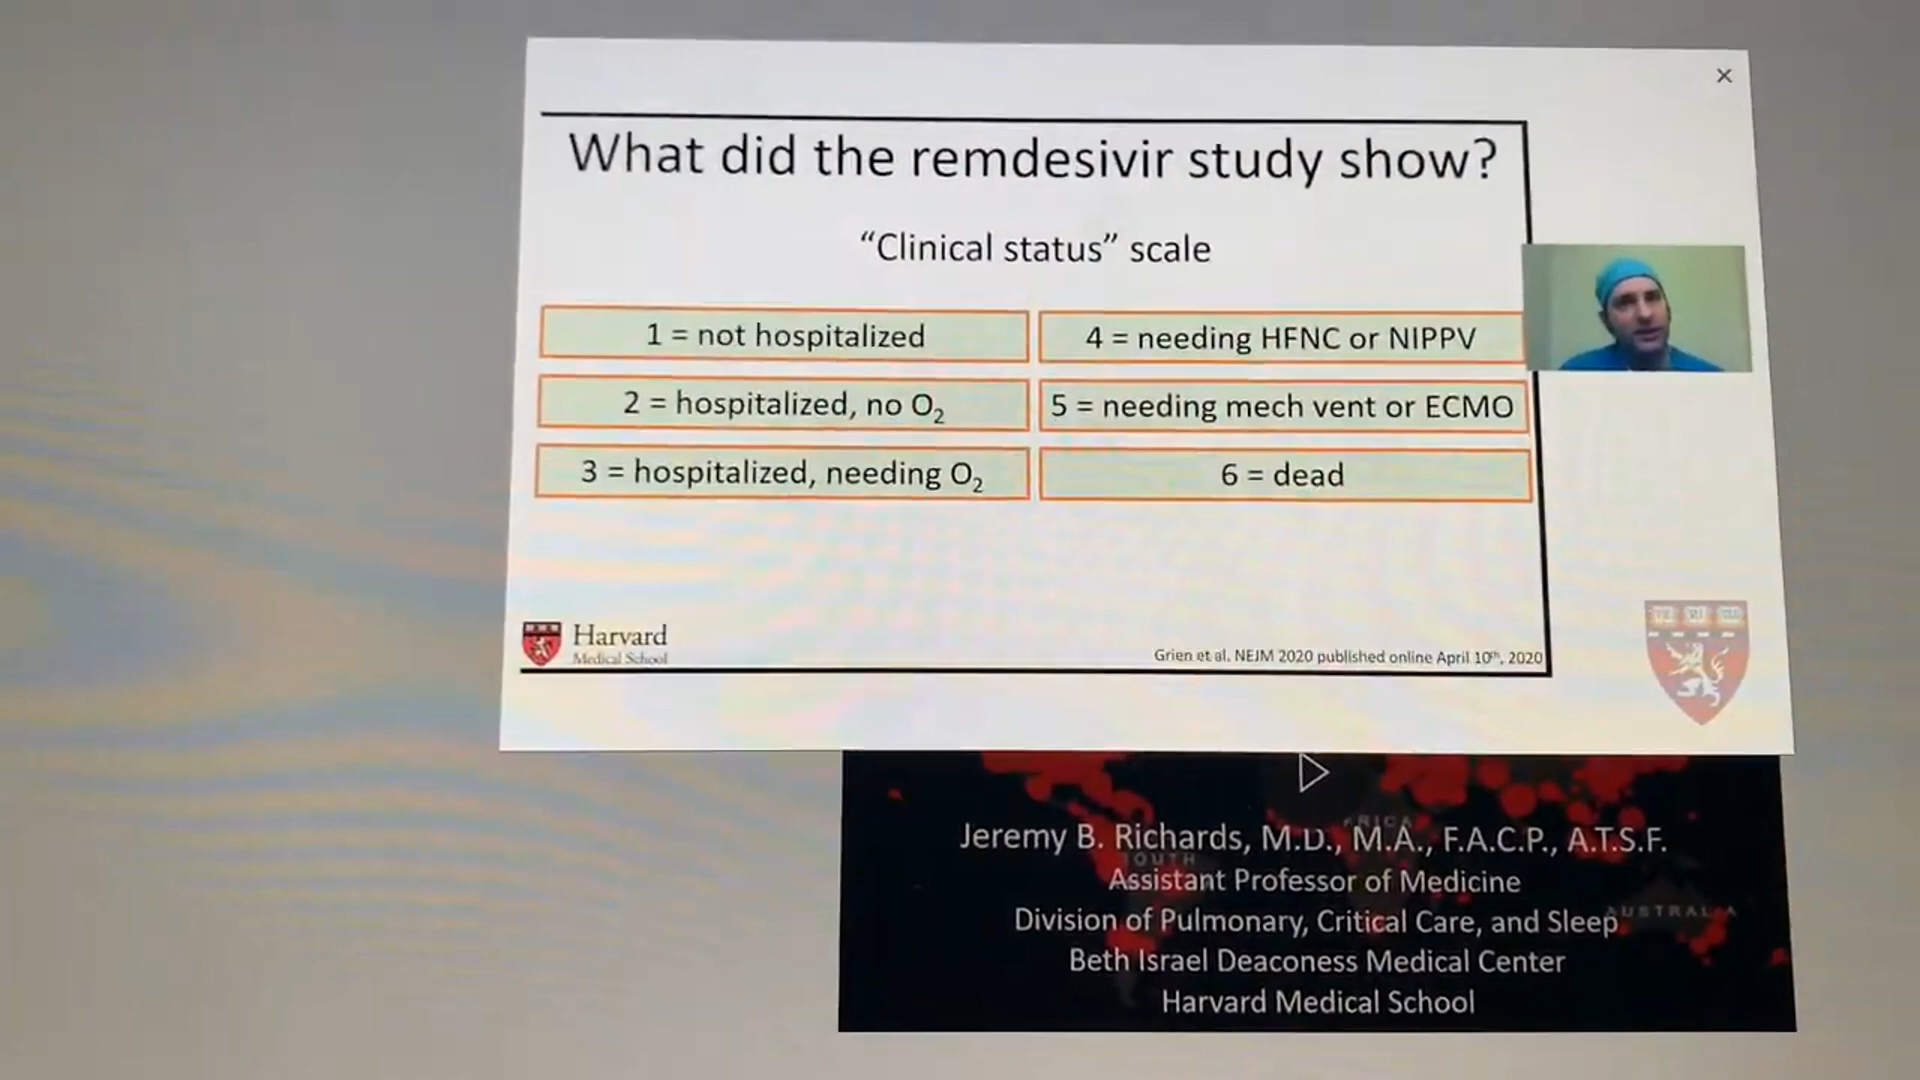 What did the remdesivir study show?
“Clinical status” scale
1 = not hospitalized
4 = needing HFNC or NIPPV
2 = hospitalized, no O2
5 = needing mech vent or ECMO
3 = hospitalized, needing O2
6 = dead
Harvard
Medical School
Grien et al. NEJM 2020 published online April 10th, 2020
Jeremy B. Richards, M.D., M.A., F.A.C.P., A.T.S.F.
Assistant Professor of Medicine
Division of Pulmonary, Critical Care, and Sleep
AUSTRALIA
Beth Israel Deaconess Medical Center
Harvard Medical School